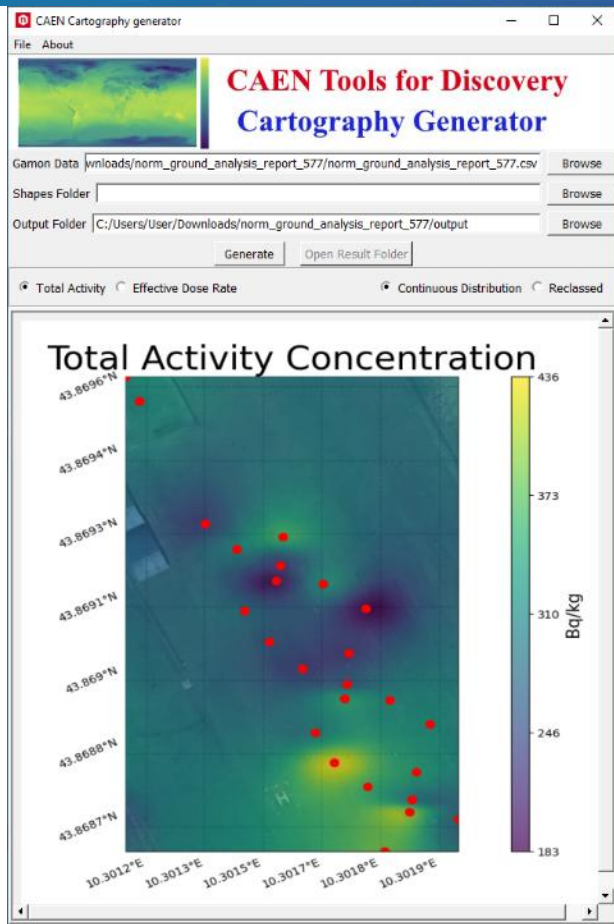 CAEN Cartography generator
File About
CAEN Tools for Discovery
Cartography Generator
Gamon Data wnloads/norm_ground_analysis_report_577/norm_ground_analysis_report_577.csv Browse
Shapes Folder Browse
Output Folder C:/Users/User/Downloads/norm_ground_analysis_report_577/output Browse
Generate Open Result Folder
Total Activity Effective Dose Rate Continuous Distribution Reclassed
Total Activity Concentration
43.8696°N
43.8694°N
43.8693°N
43.8691°N
43.869°N
43.8688°N
43.8687°N
H
10.3012°E 10.3013°E 10.3015°E 10.3017°E 10.3018°E 10.3019°E
436
373
310
246
183
Bq/kg